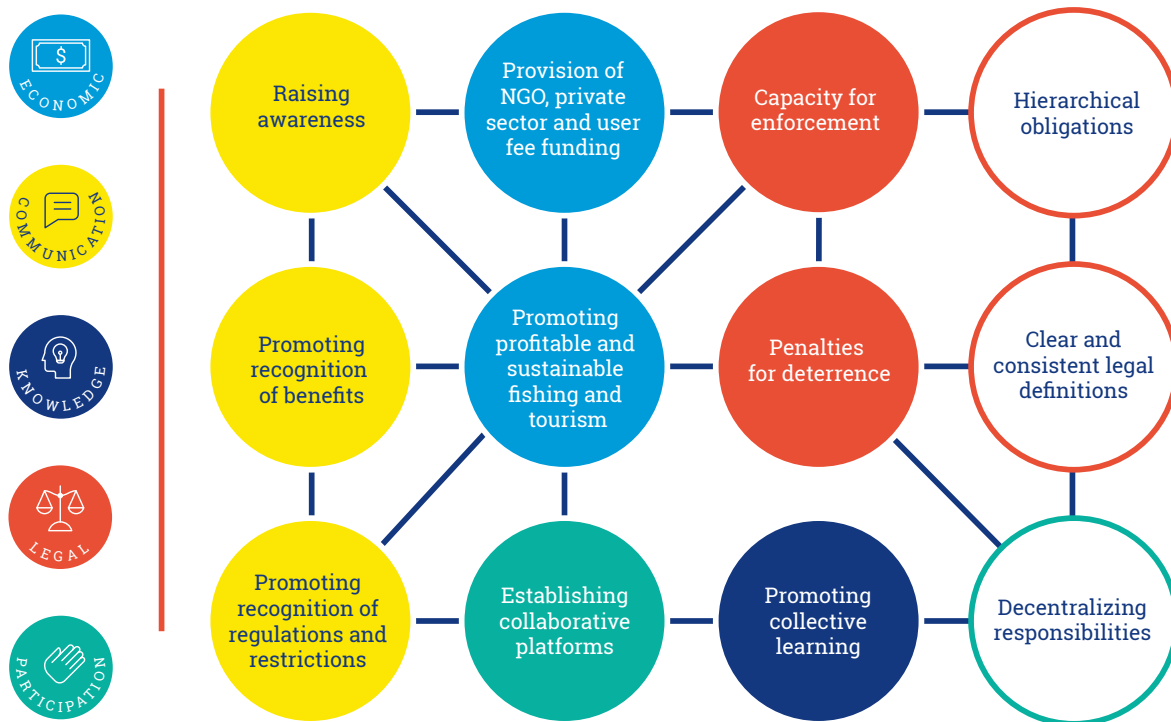 $
ECONOMIC
COMMUNICATION
KNOWLEDGE
LEGAL
PARTICIPATION
Raising
awareness
Provision of
NGO, private
sector and user
fee funding
Capacity for
enforcement
Hierarchical
obligations
Promoting
recognition
of benefits
Promoting
profitable and
sustainable
fishing and
tourism
Penalties
for deterrence
Clear and
consistent legal
definitions
Promoting
recognition of
regulations and
restrictions
Establishing
collaborative
platforms
Promoting
collective
learning
Decentralizing
responsibilities